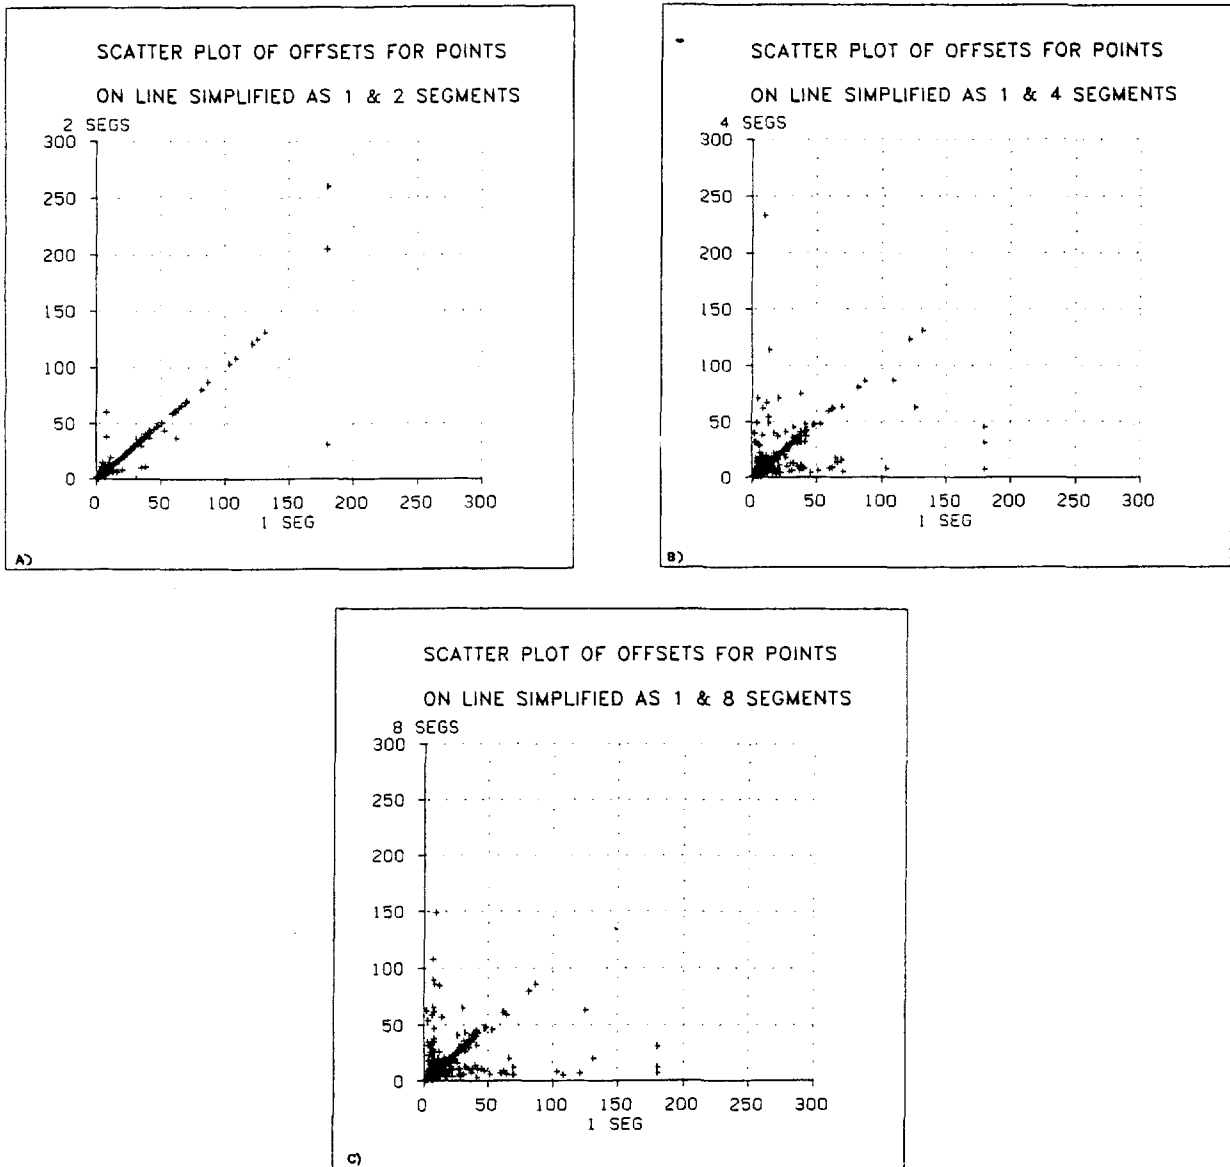 SCATTER PLOT OF OFFSETS FOR POINTS
ON LINE SIMPLIFIED AS 1 & 2 SEGMENTS
2 SEGS
300
250
200
150
100
50
0
0 50 100 150 200 250 300
1 SEG
A)
SCATTER PLOT OF OFFSETS FOR POINTS
ON LINE SIMPLIFIED AS 1 & 4 SEGMENTS
4 SEGS
300
250
200
150
100
50
0
0 50 100 150 200 250 300
1 SEG
B)
SCATTER PLOT OF OFFSETS FOR POINTS
ON LINE SIMPLIFIED AS 1 & 8 SEGMENTS
8 SEGS
300
250
200
150
100
50
0
0 50 100 150 200 250 300
1 SEG
C)